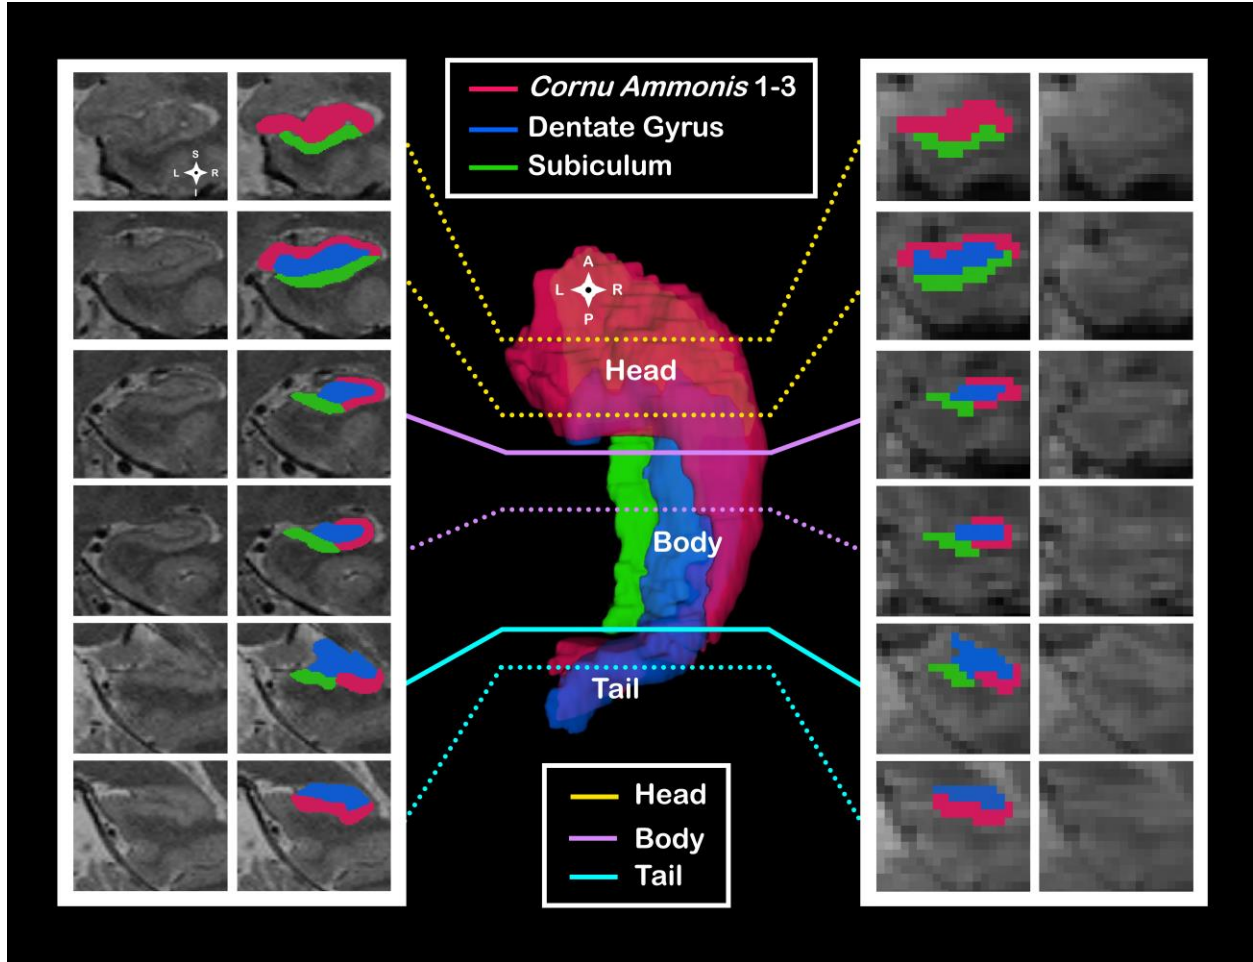 Cornu Ammonis 1-3
Dentate Gyrus
Subiculum
S
L R
I
A
L R
P
Head
Body
Tail
Head
Body
Tail